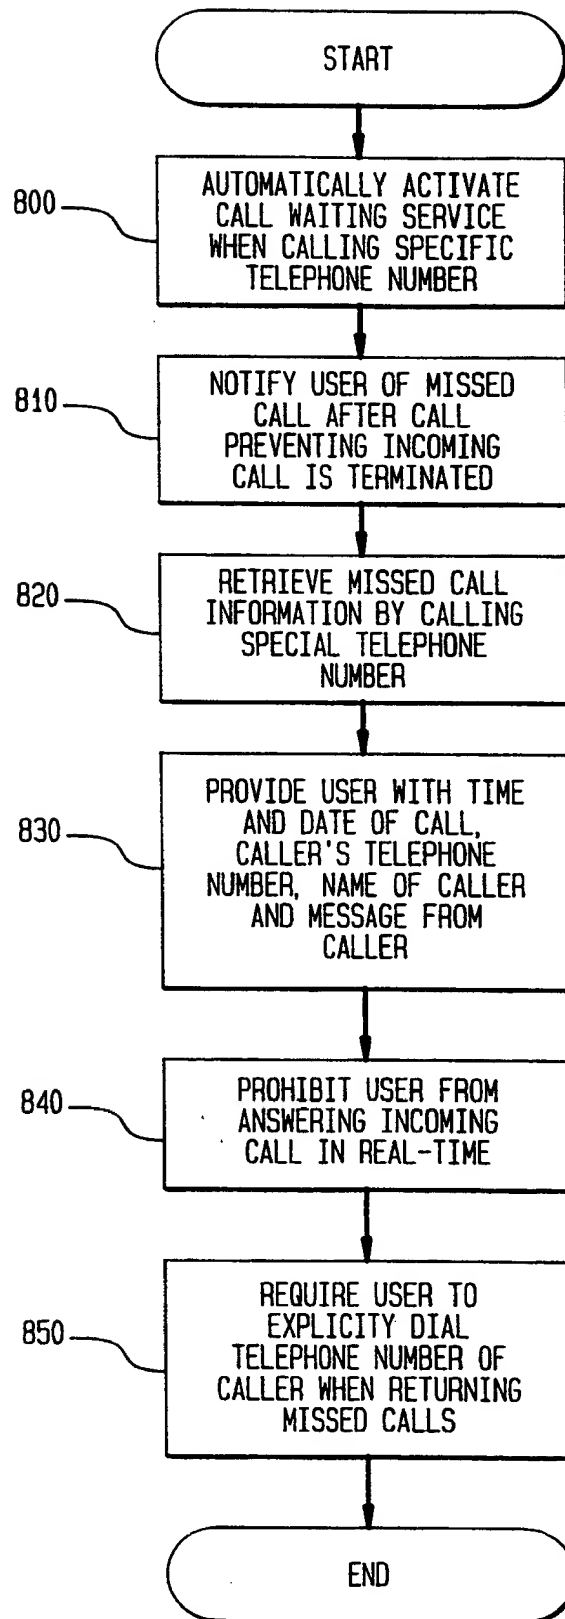 START
800
AUTOMATICALLY ACTIVATE
CALL WAITING SERVICE
WHEN CALLING SPECIFIC
TELEPHONE NUMBER
810
NOTIFY USER OF MISSED
CALL AFTER CALL
PREVENTING INCOMING
CALL IS TERMINATED
820
RETRIEVE MISSED CALL
INFORMATION BY CALLING
SPECIAL TELEPHONE
NUMBER
830
PROVIDE USER WITH TIME
AND DATE OF CALL,
CALLER'S TELEPHONE
NUMBER, NAME OF CALLER
AND MESSAGE FROM
CALLER
840
PROHIBIT USER FROM
ANSWERING INCOMING
CALL IN REAL-TIME
850
REQUIRE USER TO
EXPLICITY DIAL
TELEPHONE NUMBER OF
CALLER WHEN RETURNING
MISSED CALLS
END